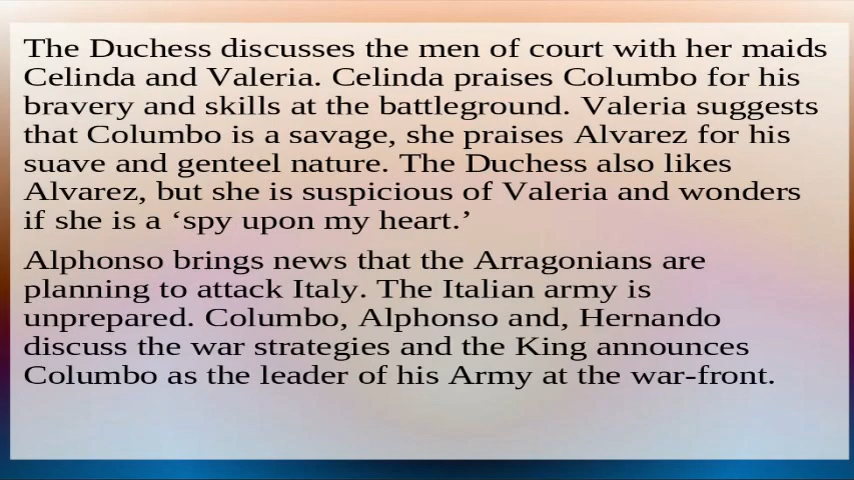 The Duchess discusses the men of court with her maids
Celinda and Valeria. Celinda praises Columbo for his
bravery and skills at the battleground. Valeria suggests
that Columbo is a savage, she praises Alvarez for his
suave and genteel nature. The Duchess also likes
Alvarez, but she is suspicious of Valeria and wonders
if she is a ‘spy upon my heart.’
Alphonso brings news that the Arragonians are
planning to attack Italy. The Italian army is
unprepared. Columbo, Alphonso and, Hernando
discuss the war strategies and the King announces
Columbo as the leader of his Army at the war-front.